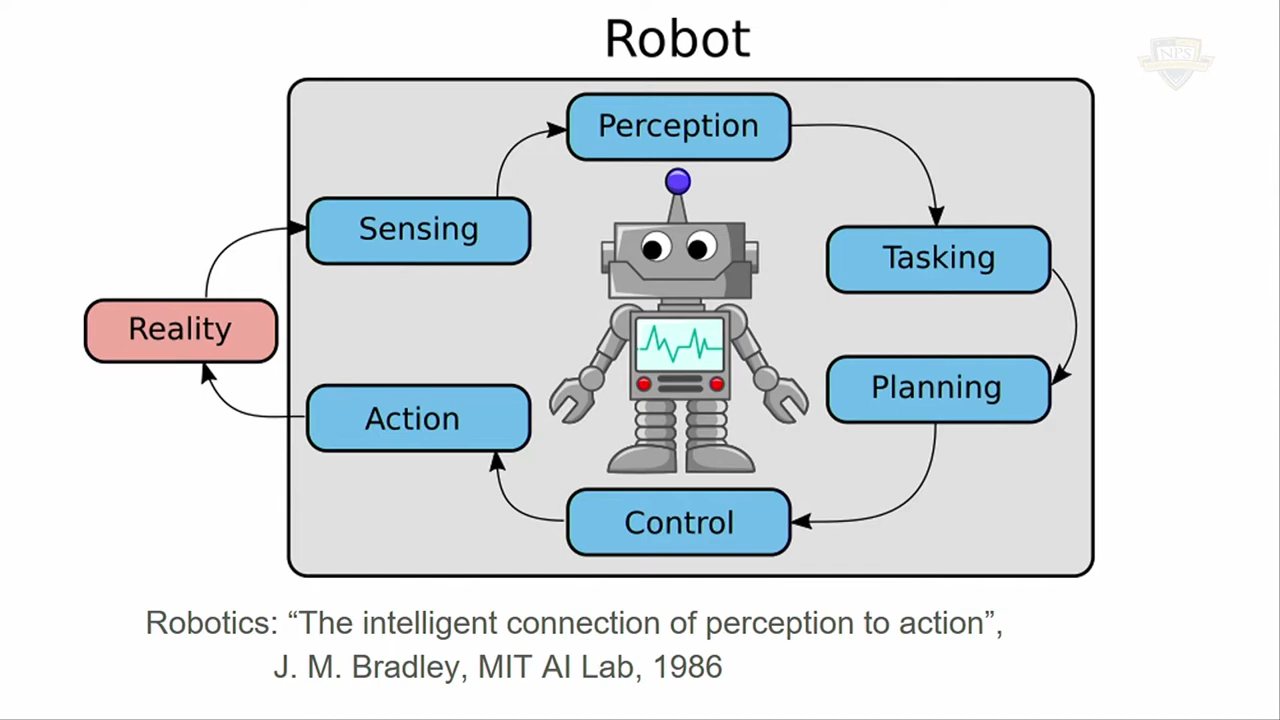 Robot
NPS
Perception
Sensing
Tasking
Reality
Planning
Action
Control
Robotics: “The intelligent connection of perception to action”,
J. M. Bradley, MIT AI Lab, 1986